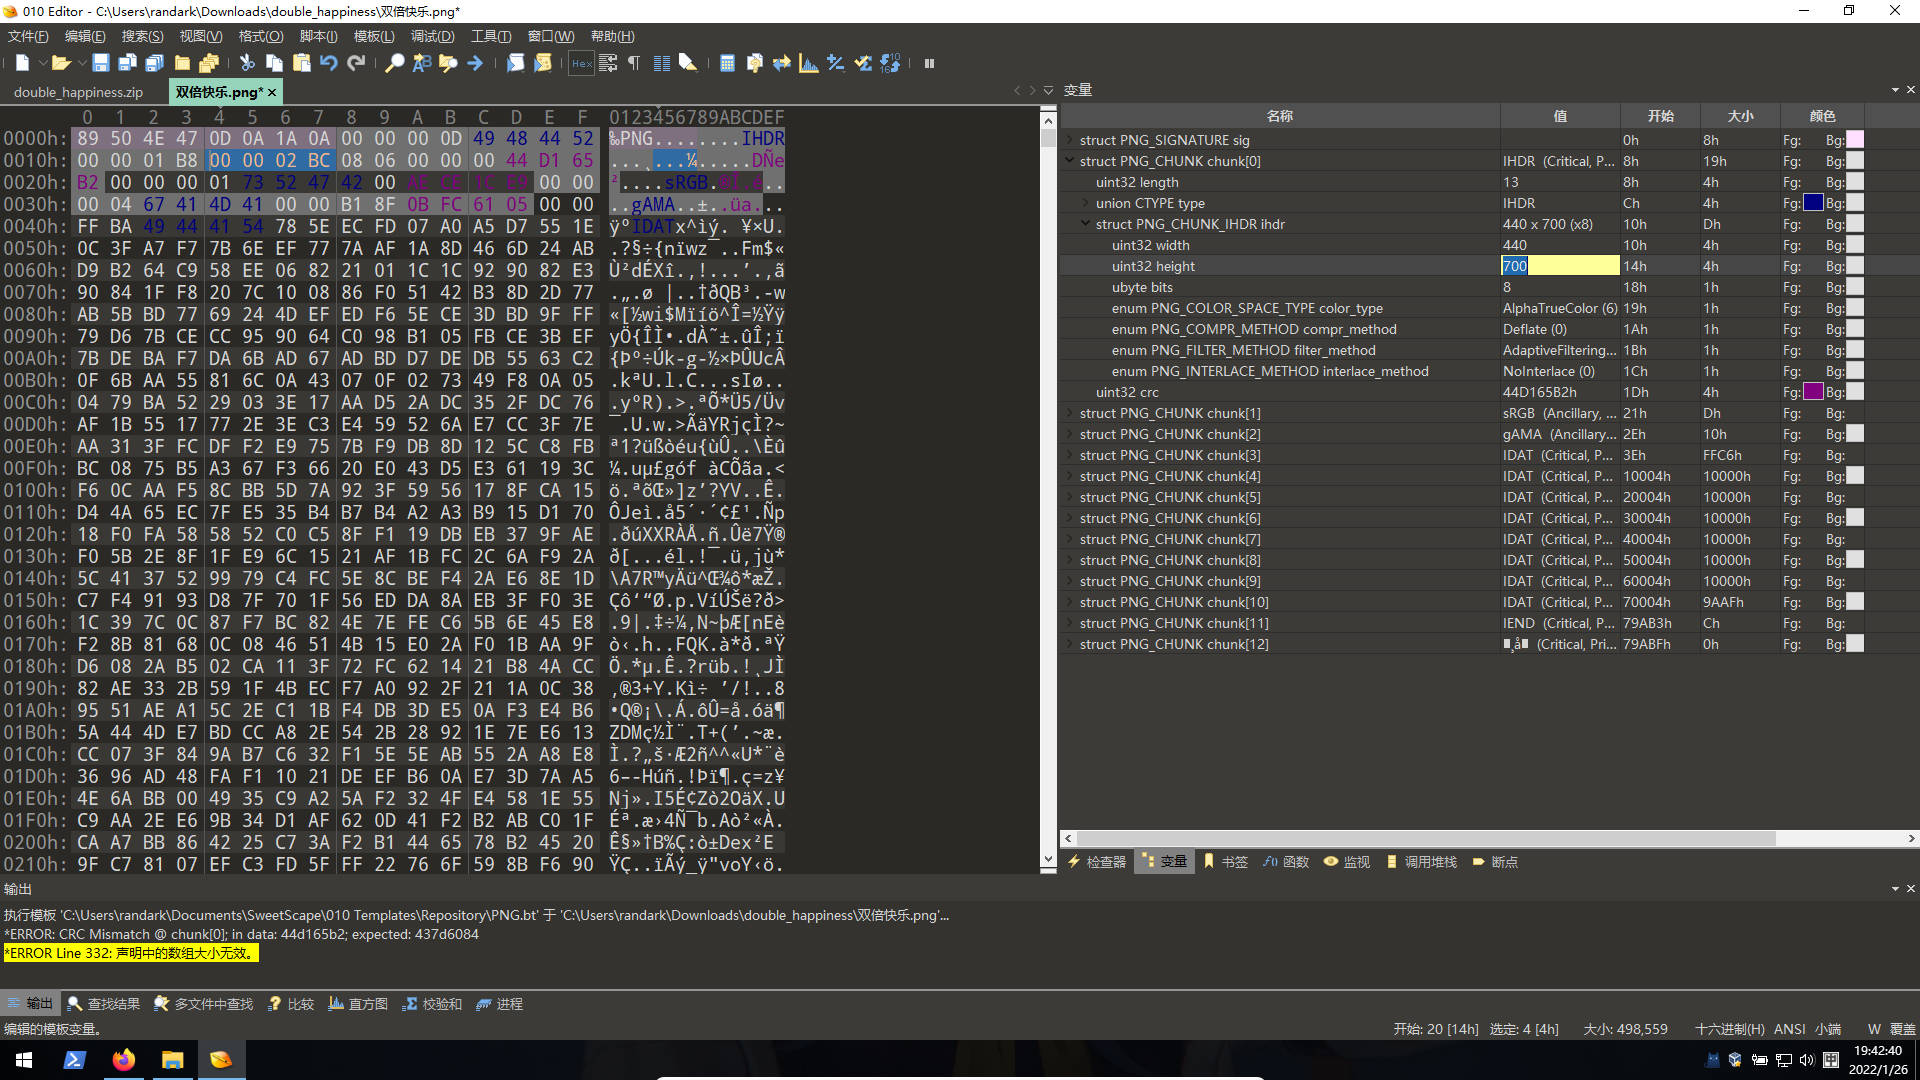 010 Editor - C:\Users\randark\Downloads\double_happiness\双倍快乐.png*
文件(F) 编辑(E) 搜索(S) 视图(V) 格式(O) 脚本(I) 模板(L) 调试(D) 工具(T) 窗口(W) 帮助(H)
double_happiness.zip 双倍快乐.png*
变量
0 1 2 3 4 5 6 7 8 9 A B C D E F 0123456789ABCDEF
0000h: 89 50 4E 47 0D 0A 1A 0A 00 00 00 0D 49 48 44 52 ‰PNG........IHDR
0010h: 00 00 01 B8 00 00 02 BC 08 06 00 00 00 44 D1 65 ...¸...¼.....DÑe
0020h: B2 00 00 00 01 73 52 47 42 00 AE CE 1C E9 00 00 ²....sRGB.®Î.é..
0030h: 00 04 67 41 4D 41 00 00 B1 8F 0B FC 61 05 00 00 ..gAMA..±..üa...
0040h: FF BA 49 44 41 54 78 5E EC FD 07 A0 A5 D7 55 1E ÿºIDATx^ìý. ¥×U.
0050h: 0C 3F A7 F7 7B 6E EF 77 7A AF 1A 8D 46 6D 24 AB .?§÷{nïwz¯..Fm$«
0060h: D9 B2 64 C9 58 EE 06 82 21 01 1C 1C 92 90 82 E3 Ù²dÉXî.‚!...’.‚ã
0070h: 90 84 1F F8 20 7C 10 08 86 F0 51 42 B3 8D 2D 77 .„.ø |..†ðQB³.-w
0080h: AB 5B BD 77 69 24 4D EF ED F6 5E CE 3D BD 9F FF «[½wi$Mïíö^Î=½Ÿÿ
0090h: 79 D6 7B CE CC 95 90 64 C0 98 B1 05 FB CE 3B EF yÖ{ÎÌ•.dÀ˜±.ûÎ;ï
00A0h: 7B DE BA F7 DA 6B AD 67 AD BD D7 DE DB 55 63 C2 {Þº÷Úk-g-½×ÞÛUcÂ
00B0h: 0F 6B AA 55 81 6C 0A 43 07 0F 02 73 49 F8 0A 05 .kªU.l.C...sIø..
00C0h: 04 79 BA 52 29 03 3E 17 AA D5 2A DC 35 2F DC 76 .yºR).>.ªÕ*Ü5/Üv
00D0h: AF 1B 55 17 77 2E 3E C3 E4 59 52 6A E7 CC 3F 7E ¯.U.w.>ÃäYRjçÌ?~
00E0h: AA 31 3F FC DF F2 E9 75 7B F9 DB 8D 12 5C C8 FB ª1?üßòéu{ùÛ..\Èû
00F0h: BC 08 75 B5 A3 67 F3 66 20 E0 43 D5 E3 61 19 3C ¼.uµ£góf àCÕãa.<
0100h: F6 0C AA F5 8C BB 5D 7A 92 3F 59 56 17 8F CA 15 ö.ªõŒ»]z’?YV..Ê.
0110h: D4 4A 65 EC 7F E5 35 B4 B7 B4 A2 A3 B9 15 D1 70 ÔJeì.å5´·´¢£¹.Ñp
0120h: 18 F0 FA 58 58 52 C0 C5 8F F1 19 DB EB 37 9F AE .ðúXXRÀÅ.ñ.Ûë7Ÿ®
0130h: F0 5B 2E 8F 1F E9 6C 15 21 AF 1B FC 2C 6A F9 2A ð[...él.!¯.ü,jù*
0140h: 5C 41 37 52 99 79 C4 FC 5E 8C BE F4 2A E6 8E 1D \A7R™yÄü^Œ¾ô*æŽ.
0150h: C7 F4 91 93 D8 7F 70 1F 56 ED DA 8A EB 3F F0 3E Çô‘“Ø.p.VíÚŠë?ð>
0160h: 1C 39 7C 0C 87 F7 BC 82 4E 7E FE C6 5B 6E 45 E8 .9|.‡÷¼‚N~þÆ[nEè
0170h: F2 8B 81 68 0C 08 46 51 4B 15 E0 2A F0 1B AA 9F ò‹.h..FQK.à*ð.ªŸ
0180h: D6 08 2A B5 02 CA 11 3F 72 FC 62 14 21 B8 4A CC Ö.*µ.Ê.?rüb.!¸JÌ
0190h: 82 AE 33 2B 59 1F 4B EC F7 A0 92 2F 21 1A 0C 38 ‚®3+Y.Kì÷ ’/!..8
01A0h: 95 51 AE A1 5C 2E C1 1B F4 DB 3D E5 0A F3 E4 B6 •Q®¡\.Á.ôÛ=å.óä¶
01B0h: 5A 44 4D E7 BD CC A8 2E 54 2B 28 92 1E 7E E6 13 ZDMç½Ì¨.T+(’.~æ.
01C0h: CC 07 3F 84 9A B7 C6 32 F1 5E 5E AB 55 2A A8 E8 Ì.?„š·Æ2ñ^^«U*¨è
01D0h: 36 96 AD 48 FA F1 10 21 DE EF B6 0A E7 3D 7A A5 6–-Húñ.!Þï¶.ç=z¥
01E0h: 4E 6A BB 00 49 35 C9 A2 5A F2 32 4F E4 58 1E 55 Nj».I5É¢Zò2OäX.U
01F0h: C9 AA 2E E6 9B 34 D1 AF 62 0D 41 F2 B2 AB C0 1F Éª.æ›4Ñ¯b.Aò²«À.
0200h: CA A7 BB 86 42 25 C7 3A F2 B1 44 65 78 B2 45 20 Ê§»†B%Ç:ò±Dex²E
0210h: 9F C7 81 07 EF C3 FD 5F FF 22 76 6F 59 8B F6 90 ŸÇ..ïÃý_ÿ"voY‹ö.
名称 值 开始 大小 颜色
struct PNG_SIGNATURE sig 0h 8h Fg: Bg:
struct PNG_CHUNK chunk[0] IHDR (Critical, P... 8h 19h Fg: Bg:
uint32 length 13 8h 4h Fg: Bg:
union CTYPE type IHDR Ch 4h Fg: Bg:
struct PNG_CHUNK_IHDR ihdr 440 x 700 (x8) 10h Dh Fg: Bg:
uint32 width 440 10h 4h Fg: Bg:
uint32 height 700 14h 4h Fg: Bg:
ubyte bits 8 18h 1h Fg: Bg:
enum PNG_COLOR_SPACE_TYPE color_type AlphaTrueColor (6) 19h 1h Fg: Bg:
enum PNG_COMPR_METHOD compr_method Deflate (0) 1Ah 1h Fg: Bg:
enum PNG_FILTER_METHOD filter_method AdaptiveFiltering... 1Bh 1h Fg: Bg:
enum PNG_INTERLACE_METHOD interlace_method NoInterlace (0) 1Ch 1h Fg: Bg:
uint32 crc 44D165B2h 1Dh 4h Fg: Bg:
struct PNG_CHUNK chunk[1] sRGB (Ancillary, ... 21h Dh Fg: Bg:
struct PNG_CHUNK chunk[2] gAMA (Ancillary... 2Eh 10h Fg: Bg:
struct PNG_CHUNK chunk[3] IDAT (Critical, P... 3Eh FFC6h Fg: Bg:
struct PNG_CHUNK chunk[4] IDAT (Critical, P... 10004h 10000h Fg: Bg:
struct PNG_CHUNK chunk[5] IDAT (Critical, P... 20004h 10000h Fg: Bg:
struct PNG_CHUNK chunk[6] IDAT (Critical, P... 30004h 10000h Fg: Bg:
struct PNG_CHUNK chunk[7] IDAT (Critical, P... 40004h 10000h Fg: Bg:
struct PNG_CHUNK chunk[8] IDAT (Critical, P... 50004h 10000h Fg: Bg:
struct PNG_CHUNK chunk[9] IDAT (Critical, P... 60004h 10000h Fg: Bg:
struct PNG_CHUNK chunk[10] IDAT (Critical, P... 70004h 9AAFh Fg: Bg:
struct PNG_CHUNK chunk[11] IEND (Critical, P... 79AB3h Ch Fg: Bg:
struct PNG_CHUNK chunk[12] (Critical, Pri... 79ABFh 0h Fg: Bg:
检查器 变量 书签 函数 监视 调用堆栈 断点
输出
执行模板 'C:\Users\randark\Documents\SweetScape\010 Templates\Repository\PNG.bt' 于 'C:\Users\randark\Downloads\double_happiness\双倍快乐.png'...
*ERROR: CRC Mismatch @ chunk[0]; in data: 44d165b2; expected: 437d6084
*ERROR Line 332: 声明中的数组大小无效。
输出 查找结果 多文件中查找 比较 直方图 校验和 进程
编辑的模板变量。 开始: 20 [14h] 选定: 4 [4h] 大小: 498,559 十六进制(H) ANSI 小端 W 覆盖
19:42:40
2022/1/26